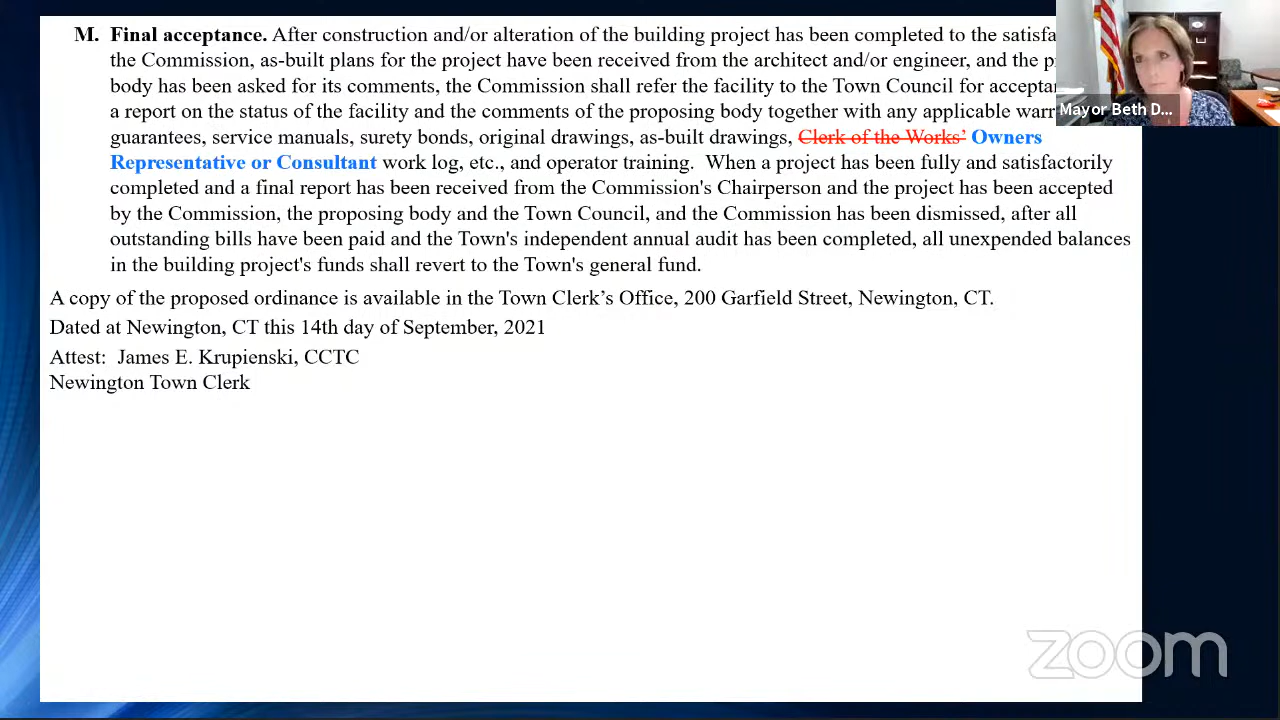 M. Final acceptance. After construction and/or alteration of the building project has been completed to the
the Commission, as-built plans for the project have been received from the architect and/or engineer, and the
body has been asked for its comments, the Commission shall refer the facility to the Town Council for
a report on the status of the facility and the comments of the proposing body together with any applicable
guarantees, service manuals, surety bonds, original drawings, as-built drawings, Clerk of the Works’ Owners
Representative or Consultant work log, etc., and operator training. When a project has been fully and satisfactorily
completed and a final report has been received from the Commission's Chairperson and the project has been accepted
by the Commission, the proposing body and the Town Council, and the Commission has been dismissed, after all
outstanding bills have been paid and the Town's independent annual audit has been completed, all unexpended balances
in the building project's funds shall revert to the Town's general fund.
A copy of the proposed ordinance is available in the Town Clerk’s Office, 200 Garfield Street, Newington, CT.
Dated at Newington, CT this 14th day of September, 2021
Attest: James E. Krupienski, CCTC
Newington Town Clerk
Mayor Beth D...
zoom